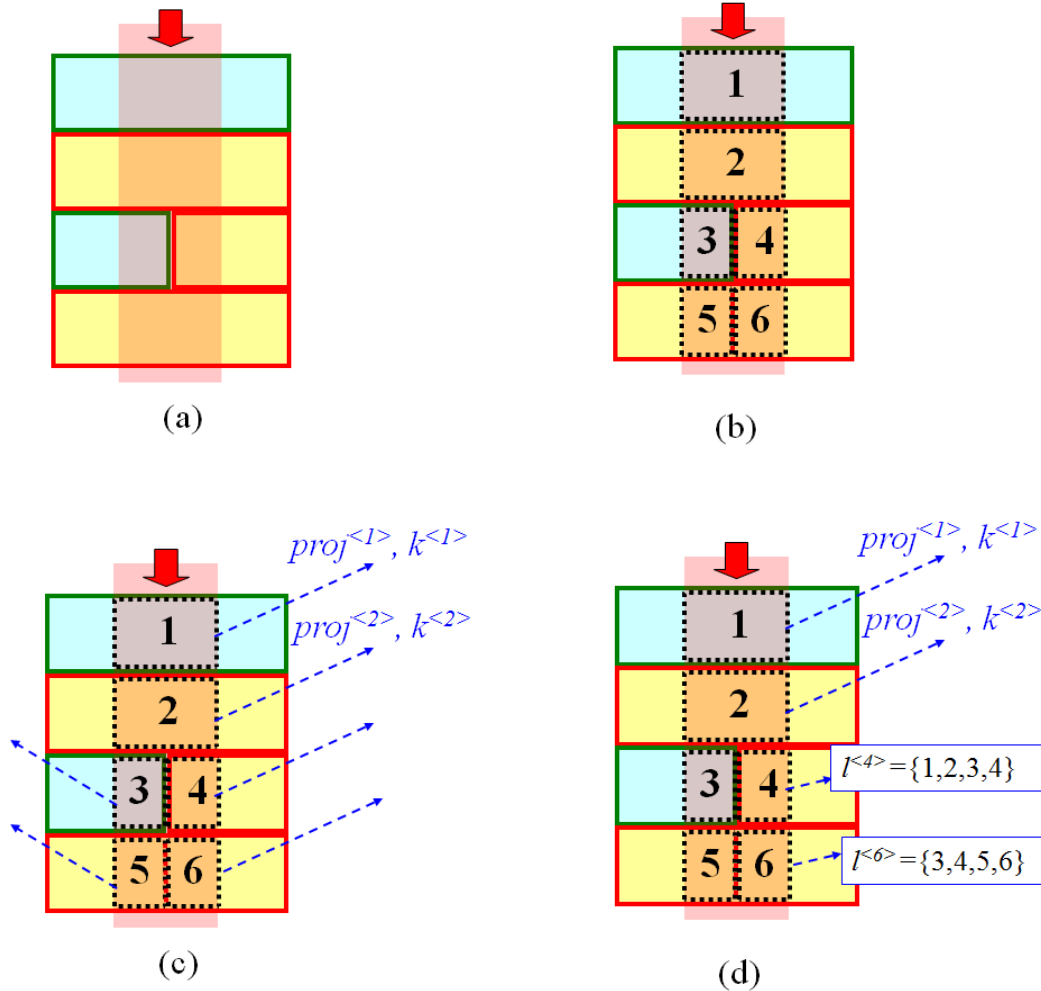 1
2
3 4
5 6
(a)
(b)
proj<1>, k<1>
proj<2>, k<2>
1
2
3 4
5 6
(c)
proj<1>, k<1>
proj<2>, k<2>
1
2
3 4
l<4>={1,2,3,4}
5 6
l<6>={3,4,5,6}
(d)